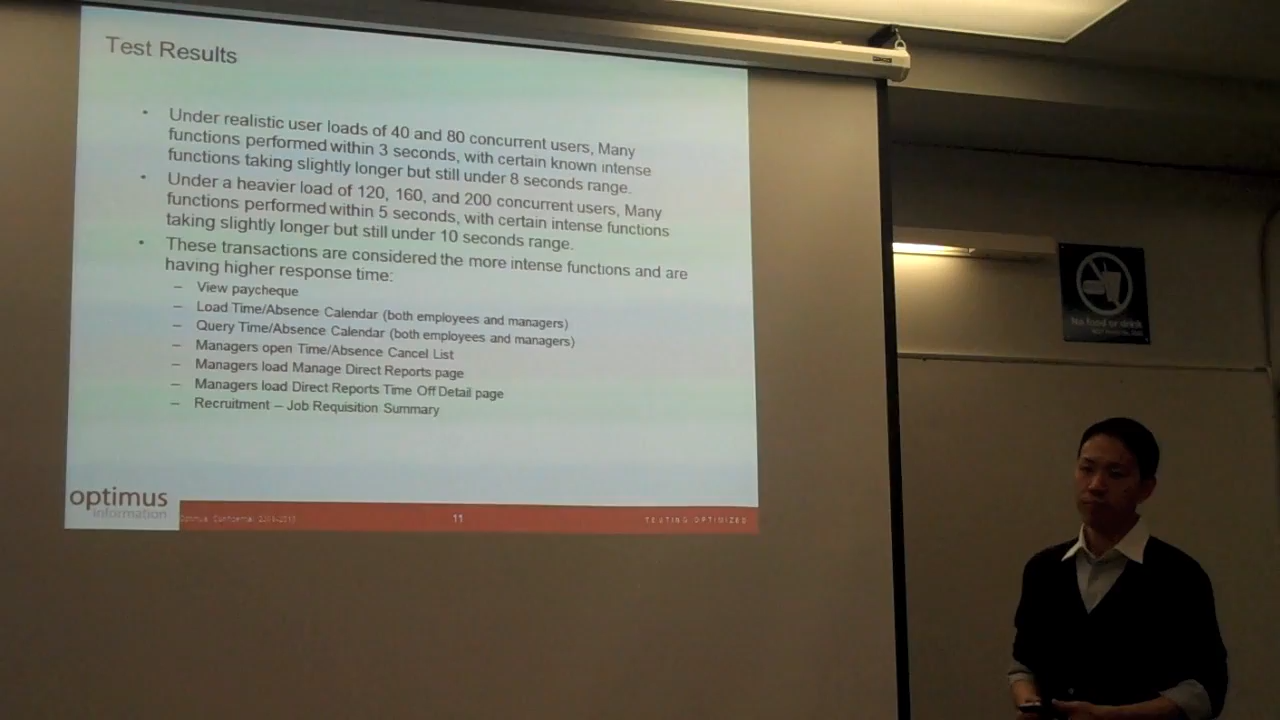 Test Results
• Under realistic user loads of 40 and 80 concurrent users, Many
functions performed within 3 seconds, with certain known intense
functions taking slightly longer but still under 8 seconds range.
• Under a heavier load of 120, 160, and 200 concurrent users, Many
functions performed within 5 seconds, with certain intense functions
taking slightly longer but still under 10 seconds range.
• These transactions are considered the more intense functions and are
having higher response time:
– View paycheque
– Load Time/Absence Calendar (both employees and managers)
– Query Time/Absence Calendar (both employees and managers)
– Managers open Time/Absence Cancel List
– Managers load Manage Direct Reports page
– Managers load Direct Reports Time Off Detail page
– Recruitment – Job Requisition Summary
optimus
information
Optimus Confidential
11
TESTING OPTIMIZED
No food or drink